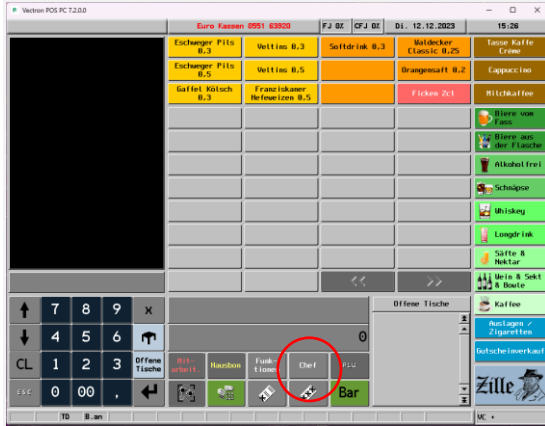 Vectron POS PC 7.2.0.0
Euro Kassen 0551 63920
FJ 0%
CFJ 0%
Di. 12.12.2023
15:26
Eschweger Pils
0,3
Veltins 0,3
Softdrink 0,3
Waldecker
Classic 0,25
Tasse Kaffe
Créme
Eschweger Pils
0,5
Veltins 0,5
Orangensaft 0,2
Cappuccino
Gaffel Kölsch
0,3
Franziskaner
Hefeweizen 0,5
Ficken 2cl
Milchkaffee
Biere vom
Fass
Biere aus
der Flasche
Alkoholfrei
Schnäpse
Whiskey
Longdrink
Säfte &
Nektar
<<
>>
Wein & Sekt
& Bowle
Offene Tische
Kaffee
7
8
9
X
Auslagen /
Zigaretten
4
5
6
0
Gutscheinverkauf
CL
1
2
3
Offene
Tische
Mit-
arbeit.
Hausbon
Funk-
tionen
Chef
PLU
ESC
0
00
,
Bar
Zille
TD
B.an
VC